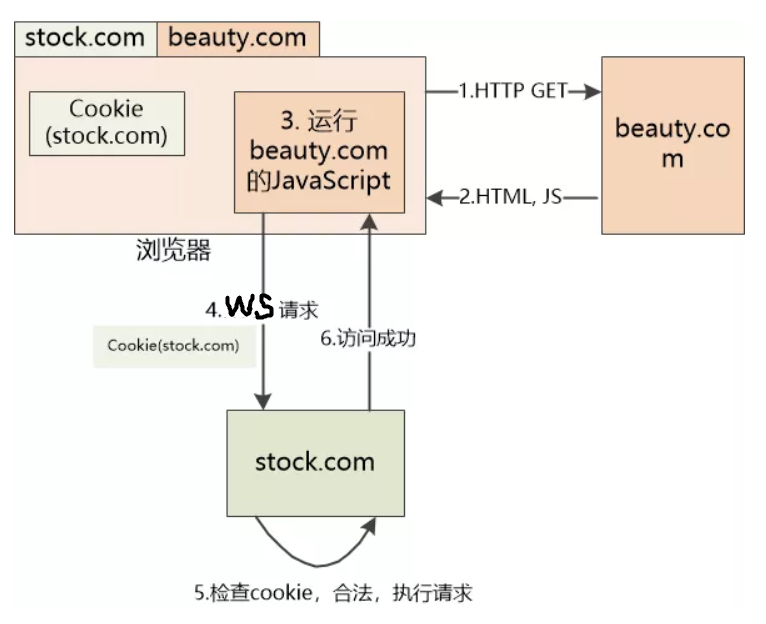 stock.com
beauty.com
Cookie
(stock.com)
3. 运行
beauty.com
的JavaScript
1.HTTP GET
beauty.co
m
2.HTML, JS
浏览器
4.WS请求
Cookie(stock.com)
6.访问成功
stock.com
5.检查cookie，合法，执行请求